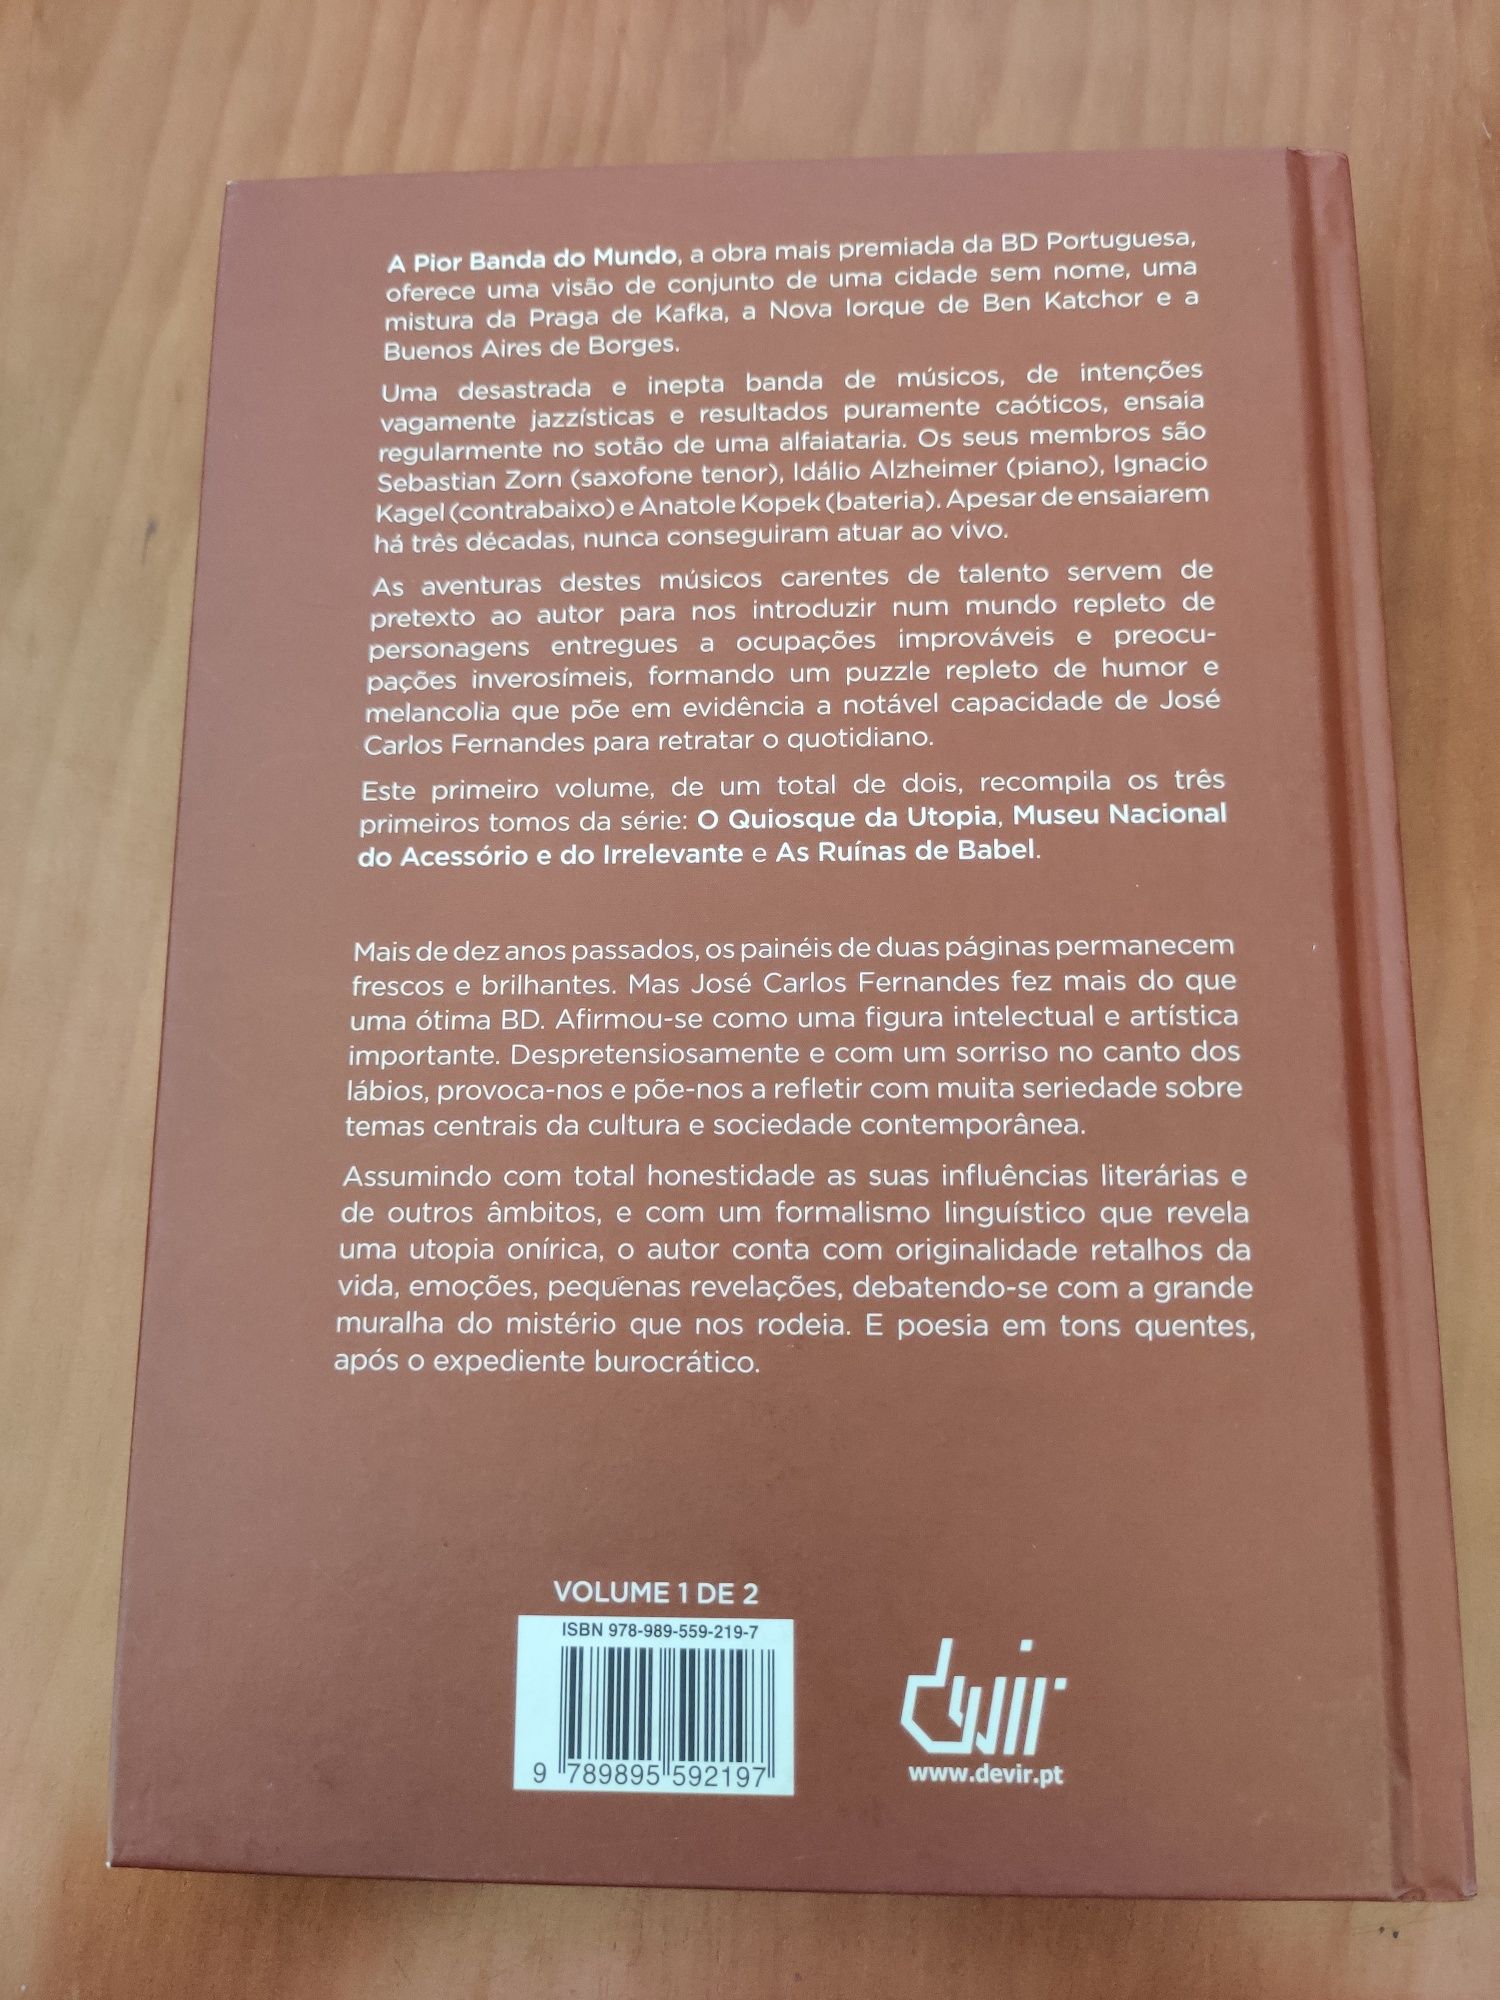 A Pior Banda do Mundo, a obra mais premiada da BD Portuguesa,
oferece uma visão de conjunto de uma cidade sem nome, uma
mistura da Praga de Kafka, a Nova Iorque de Ben Katchor e a
Buenos Aires de Borges.
Uma desastrada e inepta banda de músicos, de intenções
vagamente jazzísticas e resultados puramente caóticos, ensaia
regularmente no sotão de uma alfaiataria. Os seus membros são
Sebastian Zorn (saxofone tenor), Idálio Alzheimer (piano), Ignacio
Kagel (contrabaixo) e Anatole Kopek (bateria). Apesar de ensaiarem
há três décadas, nunca conseguiram atuar ao vivo.
As aventuras destes músicos carentes de talento servem de
pretexto ao autor para nos introduzir num mundo repleto de
personagens entregues a ocupações improváveis e preocu-
pações inverosímeis, formando um puzzle repleto de humor e
melancolia que põe em evidência a notável capacidade de José
Carlos Fernandes para retratar o quotidiano.
Este primeiro volume, de um total de dois, recompila os três
primeiros tomos da série: O Quiosque da Utopia, Museu Nacional
do Acessório e do Irrelevante e As Ruínas de Babel.
Mais de dez anos passados, os painéis de duas páginas permanecem
frescos e brilhantes. Mas José Carlos Fernandes fez mais do que
uma ótima BD. Afirmou-se como uma figura intelectual e artística
importante. Despretensiosamente e com um sorriso no canto dos
lábios, provoca-nos e põe-nos a refletir com muita seriedade sobre
temas centrais da cultura e sociedade contemporânea.
Assumindo com total honestidade as suas influências literárias e
de outros âmbitos, e com um formalismo linguístico que revela
uma utopia onírica, o autor conta com originalidade retalhos da
vida, emoções, pequenas revelações, debatendo-se com a grande
muralha do mistério que nos rodeia. E poesia em tons quentes,
após o expediente burocrático.
VOLUME 1 DE 2
ISBN 978-989-559-219-7
9 789895 592197
devir
www.devir.pt